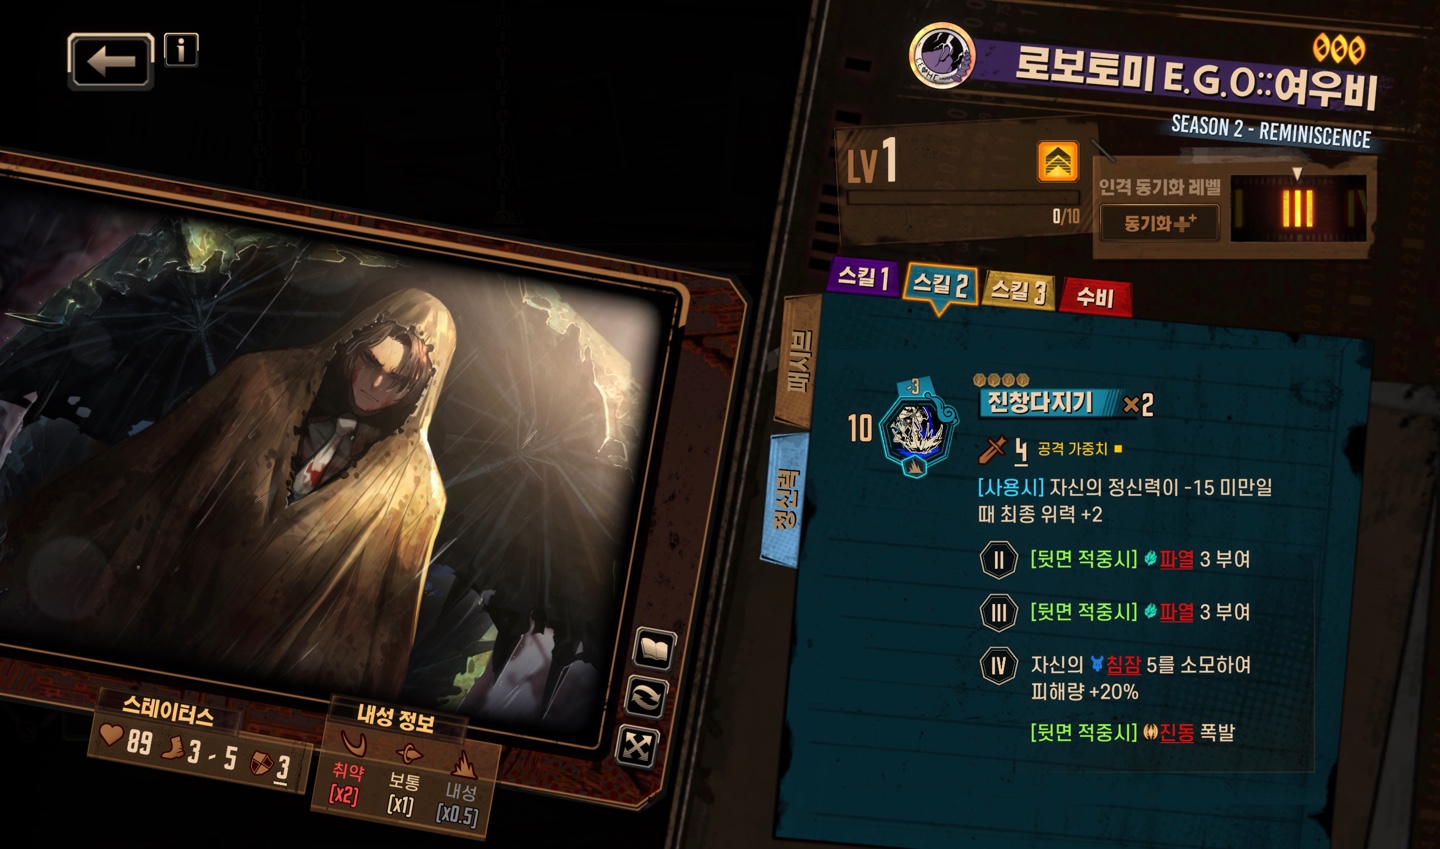 i
000
로보토미 E.G.O::여우비
SEASON 2 - REMINISCENCE
LV 1
0/10
인격 동기화 레벨
동기화++
III
스킬 1
스킬 2
스킬 3
수비
패시브
정신력
-3
10
진창다지기 ×2
4 공격 가중치 ■
[사용시] 자신의 정신력이 -15 미만일
때 최종 위력 +2
II [뒷면 적중시] 파열 3 부여
III [뒷면 적중시] 파열 3 부여
IV 자신의 침잠 5를 소모하여
피해량 +20%
[뒷면 적중시] 진동 폭발
스테이터스
89 3 - 5 3
내성 정보
취약 보통 내성
[x2] [x1] [x0.5]